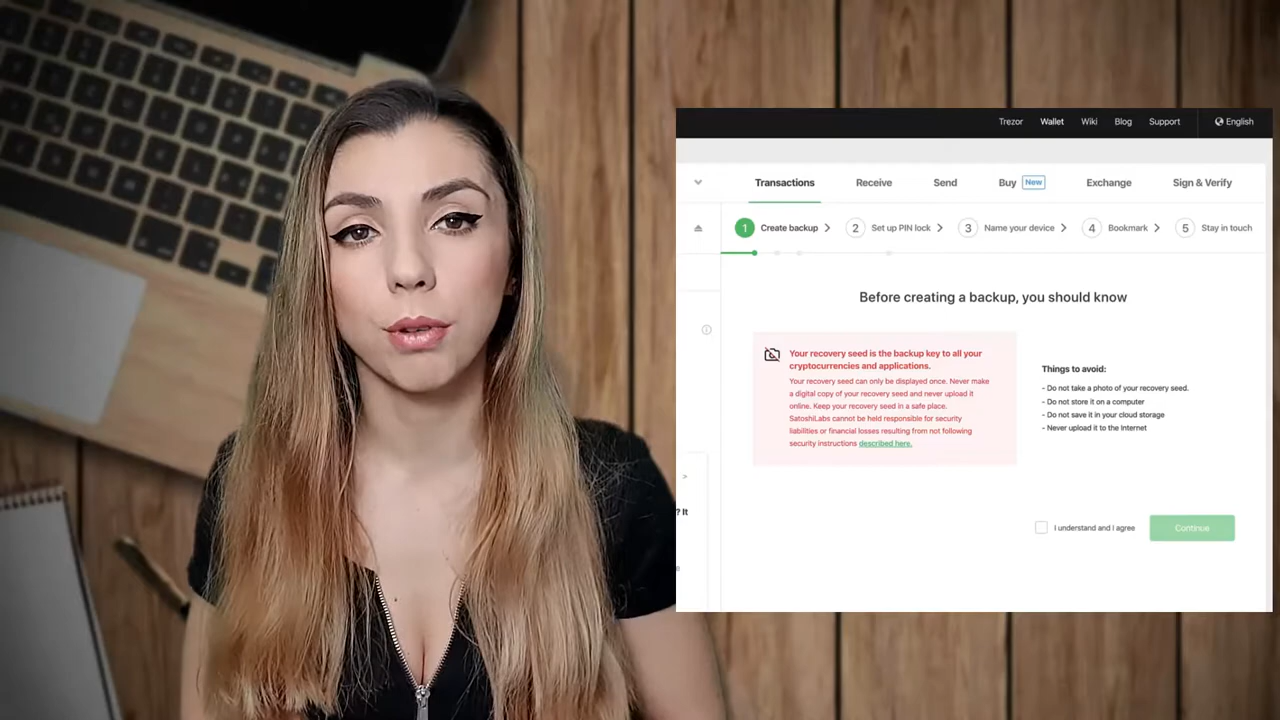 Trezor Wallet Wiki Blog Support English
Transactions Receive Send Buy New Exchange Sign & Verify
1 Create backup 2 Set up PIN lock 3 Name your device 4 Bookmark 5 Stay in touch
Before creating a backup, you should know
Your recovery seed is the backup key to all your
cryptocurrencies and applications.
Your recovery seed can only be displayed once. Never make
a digital copy of your recovery seed and never upload it
online. Keep your recovery seed in a safe place.
SatoshiLabs cannot be held responsible for security
liabilities or financial losses resulting from not following
security instructions described here.
Things to avoid:
- Do not take a photo of your recovery seed.
- Do not store it on a computer
- Do not save it in your cloud storage
- Never upload it to the Internet
? It
I understand and I agree
Continue